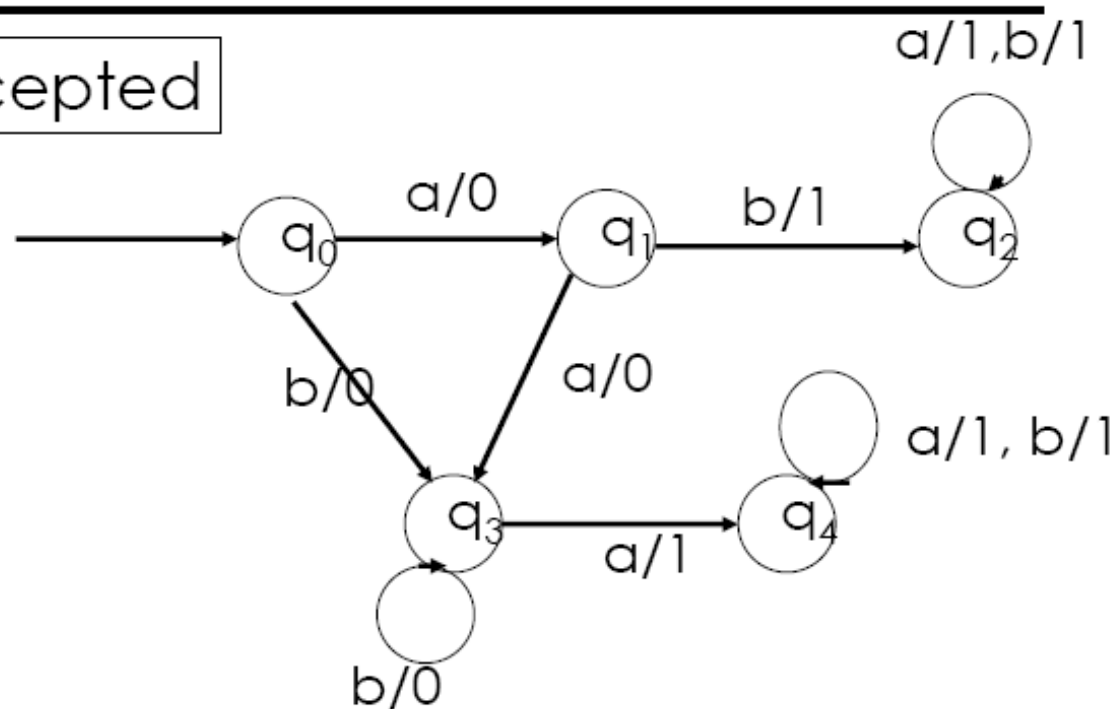 a/1,b/1
cepted
a/0
b/1
q0
q1
q2
b/0
a/0
a/1, b/1
q3
q4
a/1
b/0